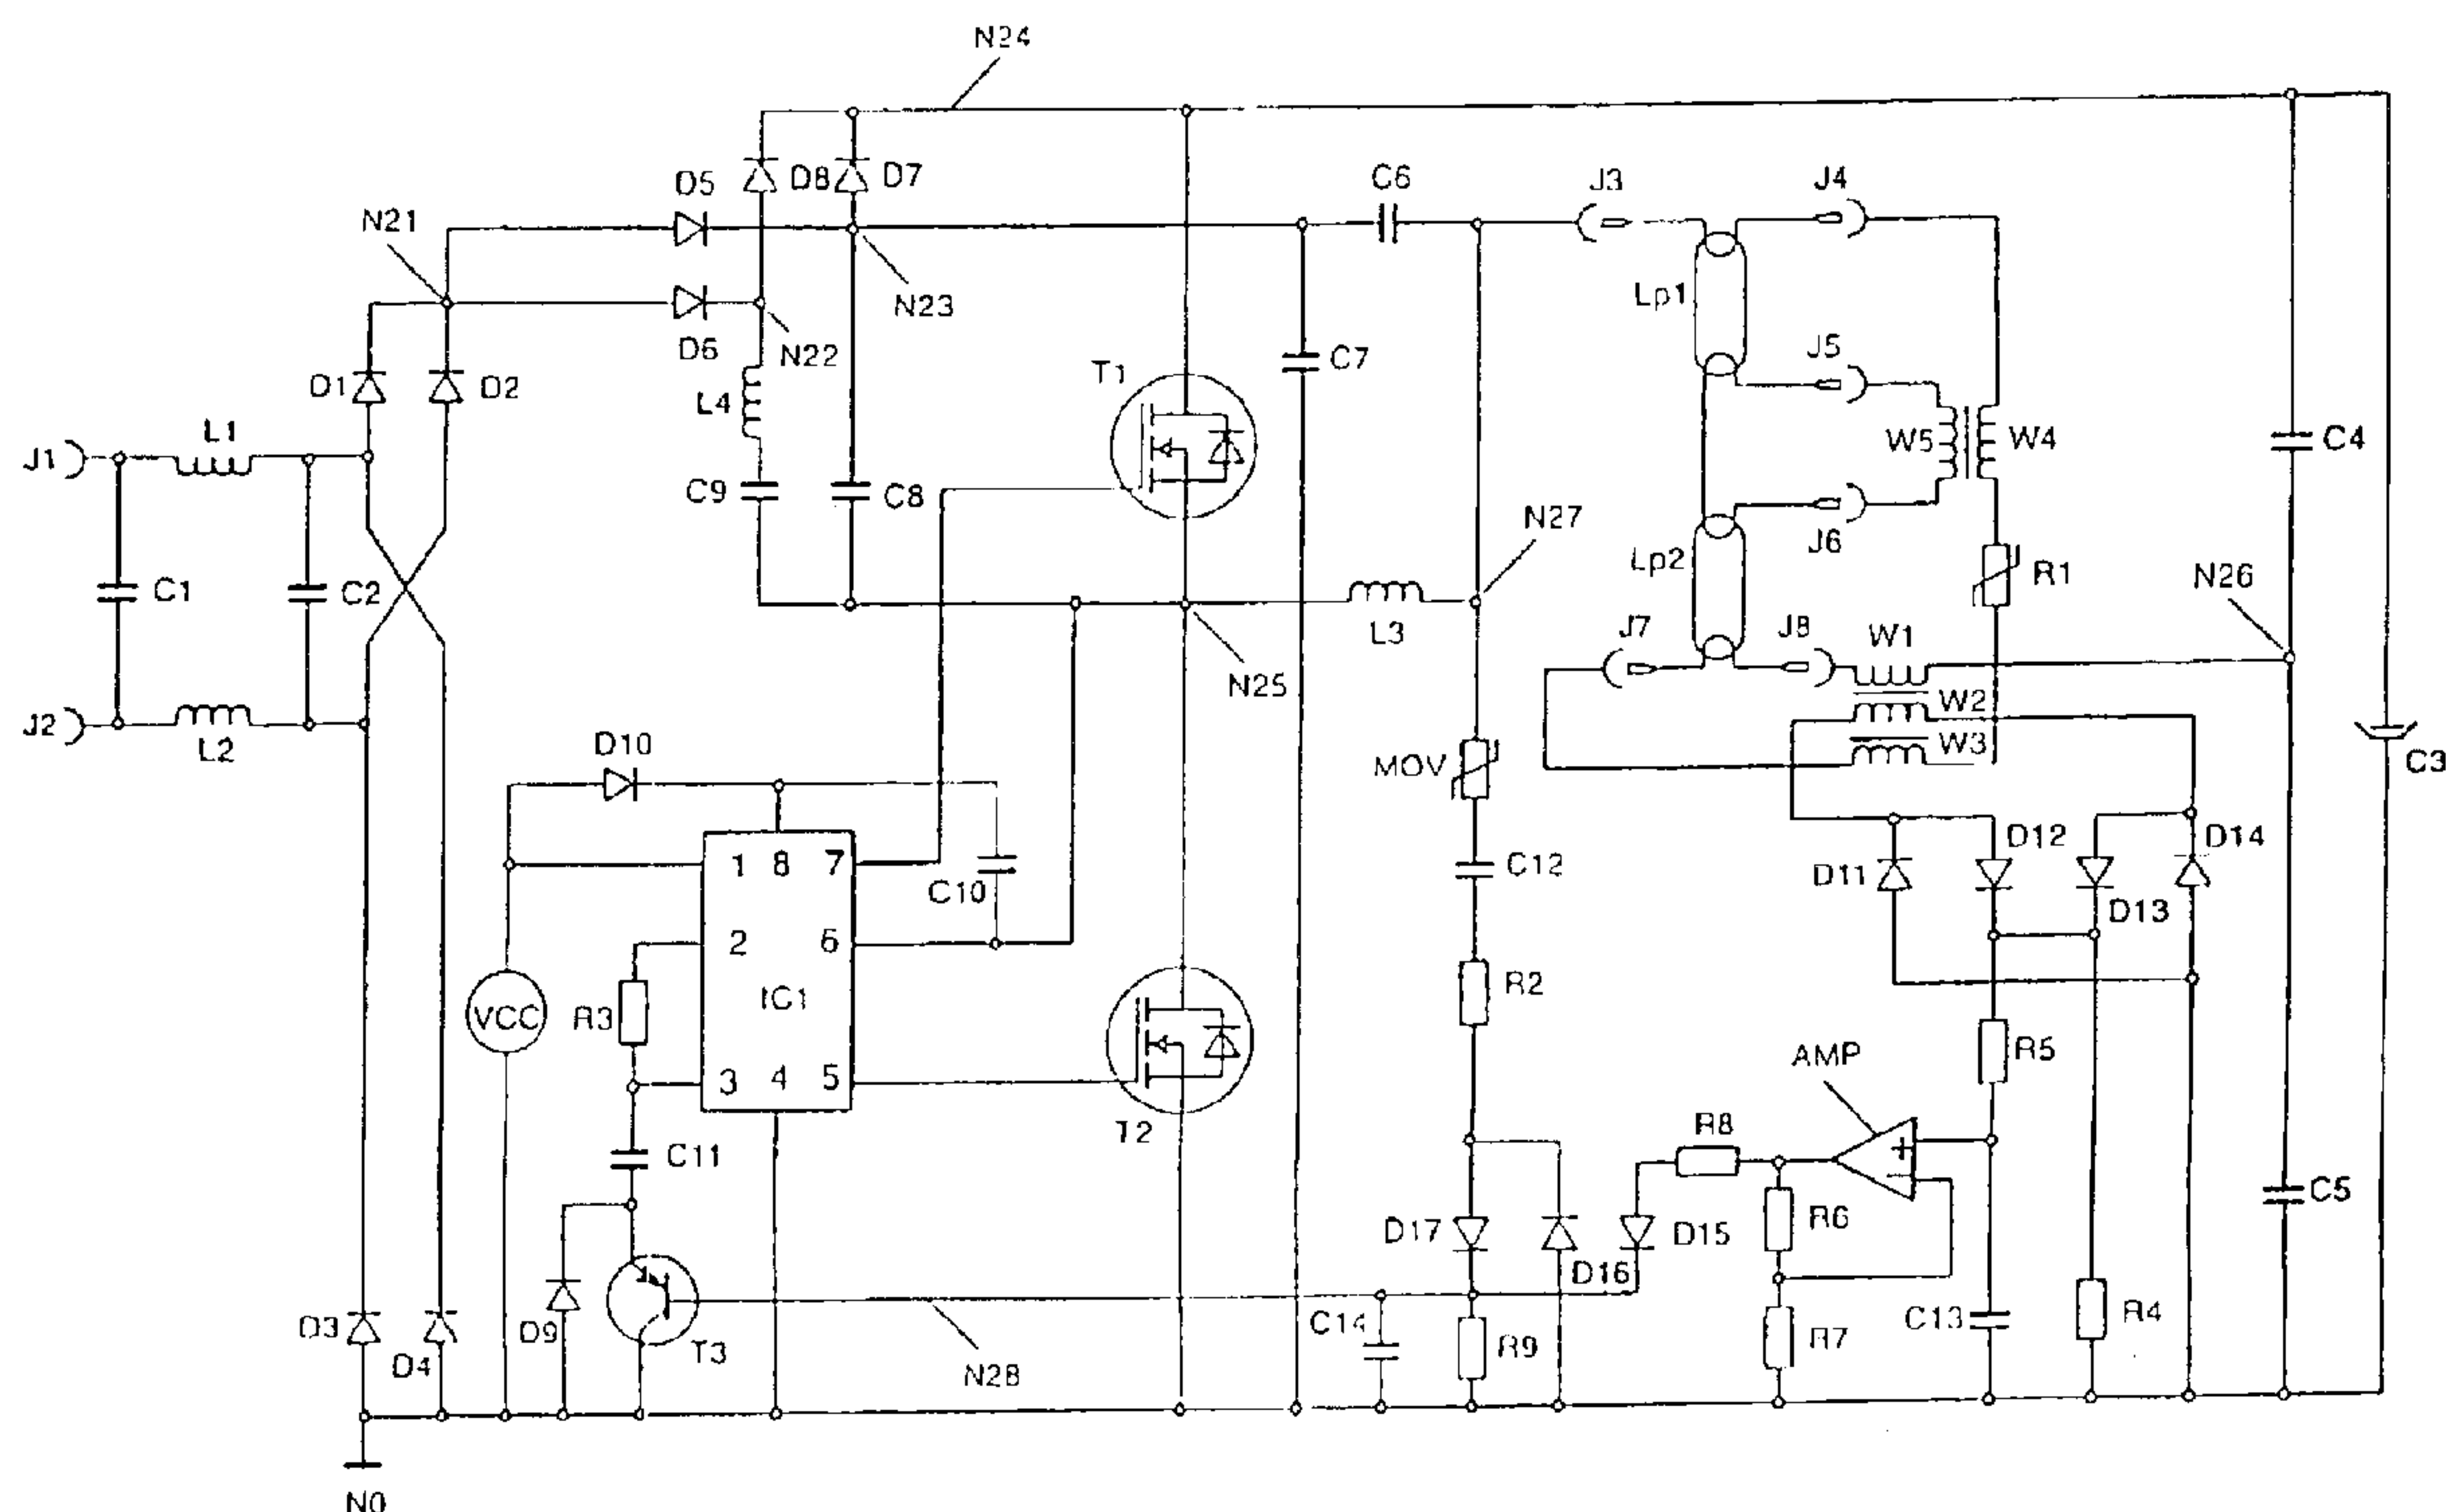 N24
D5
D8
D7
C6
J3
J4
N21
N23
Lp1
D6
N22
C7
J5
T1
D1
D2
L4
L1
J1
W5
W4
C4
C9
C8
N27
J6
C1
C2
Lp2
R1
N26
L3
J7
J8
W1
N25
J2
L2
W2
D10
W3
MOV
C3
1
8
7
D12
D14
C10
C12
D11
D13
2
6
IC1
R2
VCC
R3
R5
AMP
3
4
5
T2
R8
+
−
C11
C5
D17
R6
D15
D16
D3
D9
C14
C13
R4
D4
T3
N28
R9
R7
N0